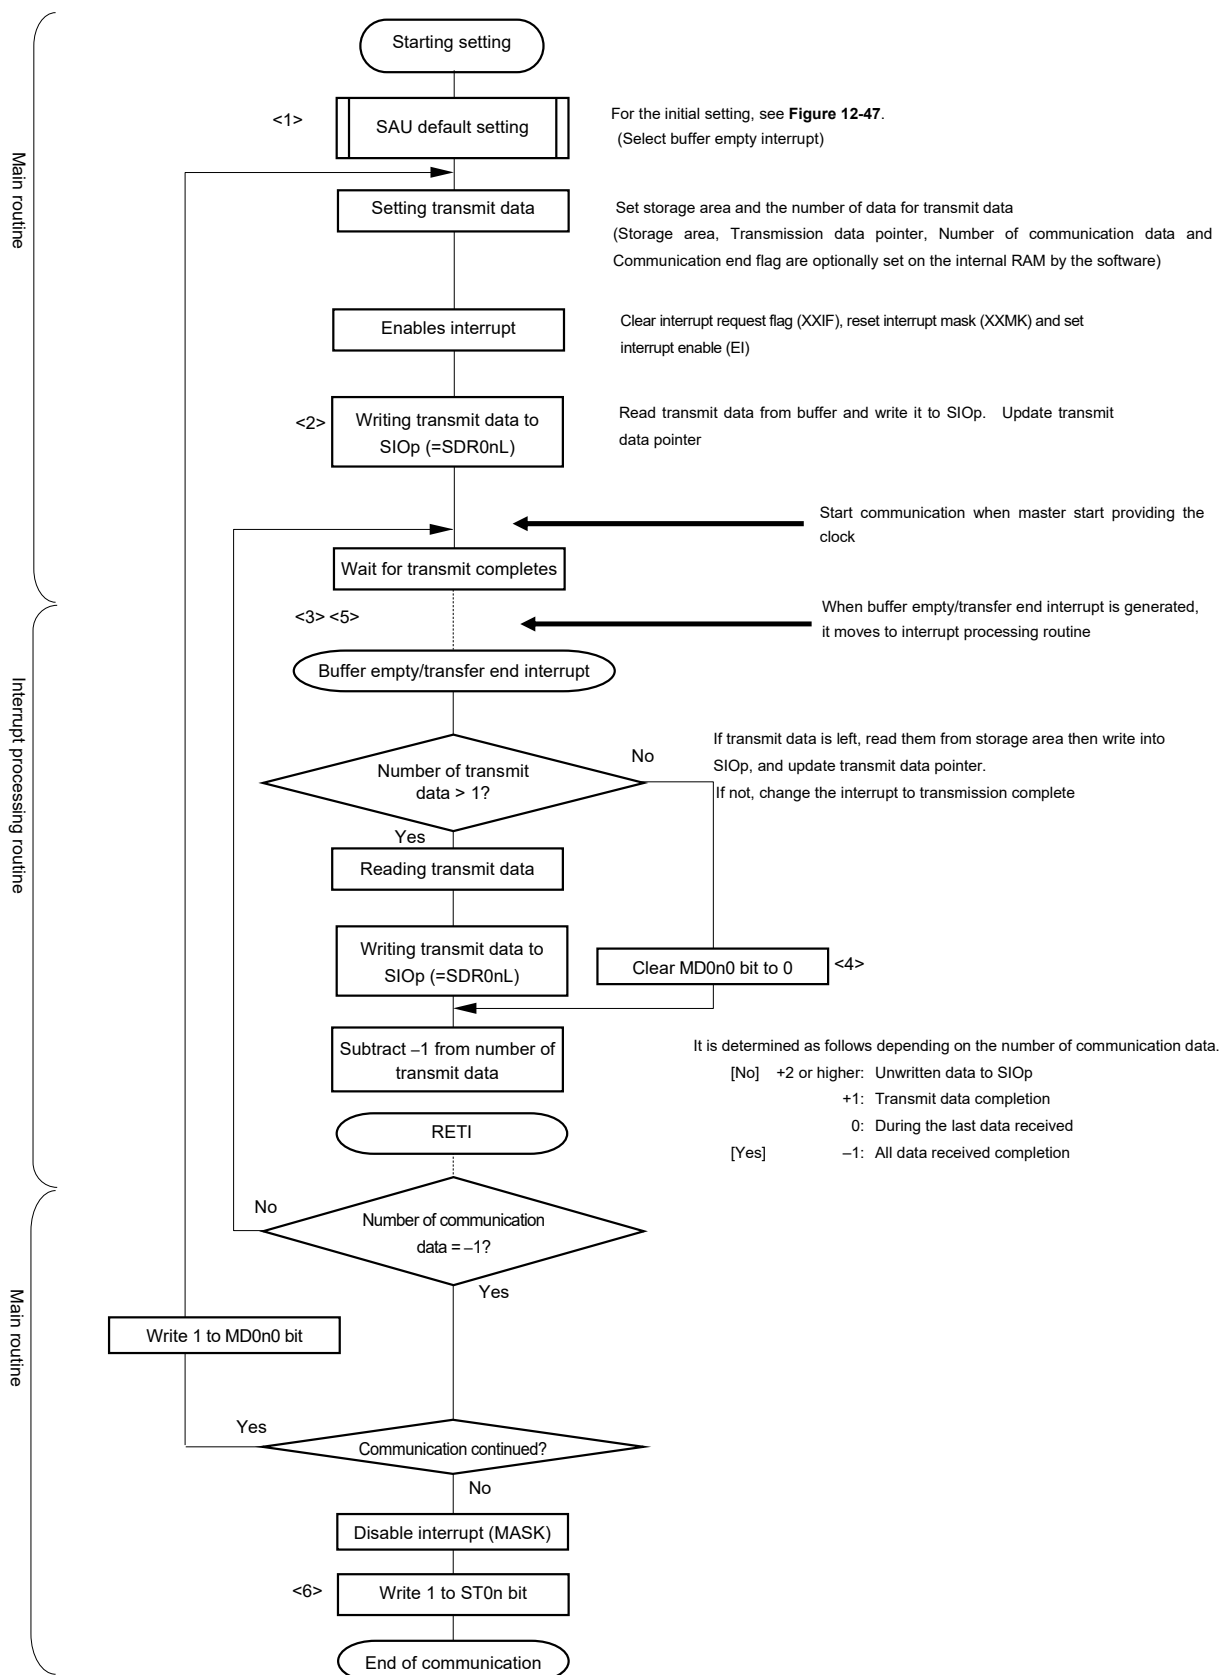 Starting setting
<1>
SAU default setting
For the initial setting, see Figure 12-47.
(Select buffer empty interrupt)
Main routine
Setting transmit data
Set storage area and the number of data for transmit data
(Storage area, Transmission data pointer, Number of communication data and
Communication end flag are optionally set on the internal RAM by the software)
Enables interrupt
Clear interrupt request flag (XXIF), reset interrupt mask (XXMK) and set
interrupt enable (EI)
<2>
Writing transmit data to
SIOp (=SDR0nL)
Read transmit data from buffer and write it to SIOp. Update transmit
data pointer
Start communication when master start providing the
clock
Wait for transmit completes
<3> <5>
When buffer empty/transfer end interrupt is generated,
it moves to interrupt processing routine
Buffer empty/transfer end interrupt
Interrupt processing routine
Number of transmit
data > 1?
No
Yes
If transmit data is left, read them from storage area then write into
SIOp, and update transmit data pointer.
If not, change the interrupt to transmission complete
Reading transmit data
Writing transmit data to
SIOp (=SDR0nL)
Clear MD0n0 bit to 0
<4>
Subtract –1 from number of
transmit data
It is determined as follows depending on the number of communication data.
[No] +2 or higher: Unwritten data to SIOp
+1: Transmit data completion
0: During the last data received
[Yes] –1: All data received completion
RETI
No
Number of communication
data = –1?
Yes
Write 1 to MD0n0 bit
Main routine
Yes
Communication continued?
No
Disable interrupt (MASK)
<6>
Write 1 to ST0n bit
End of communication